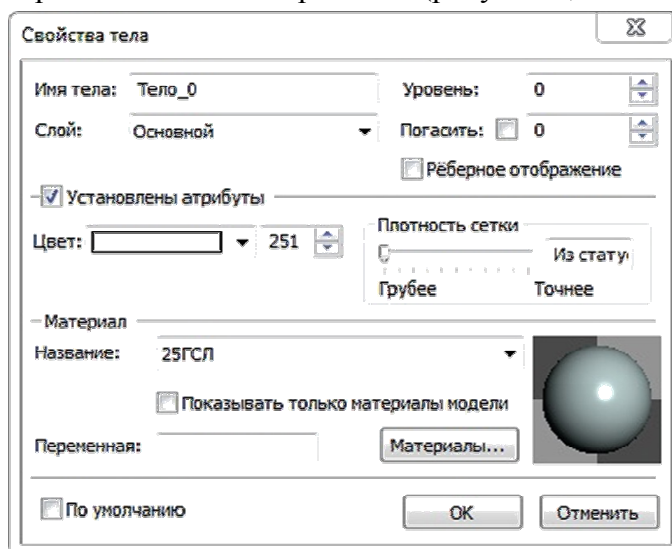 Свойства тела
Имя тела: Тело_0 Уровень: 0
Слой: Основной Погасить: 0
Рёберное отображение
Установлены атрибуты
Цвет: 251
Плотность сетки
Из стату
Грубее Точнее
Материал
Название: 25ГСЛ
Показывать только материалы модели
Переменная: Материалы...
По умолчанию ОК Отменить